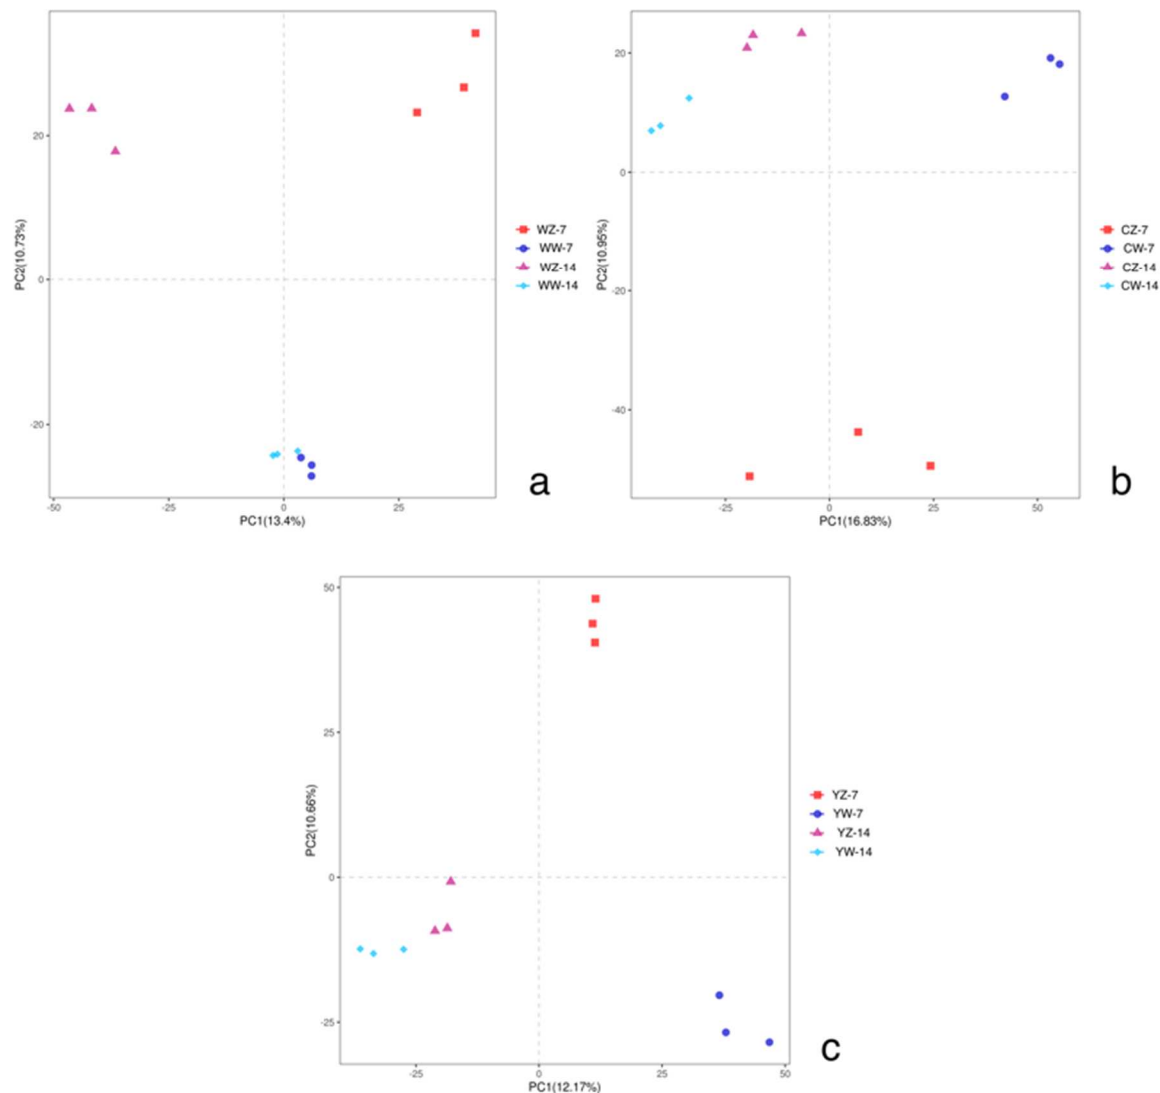 20
0
-20
-50
-25
0
25
PC2(10.73%)
PC1(13.4%)
WZ-7
WW-7
WZ-14
WW-14
a
20
0
-20
-40
-25
0
25
50
PC2(10.95%)
PC1(16.83%)
CZ-7
CW-7
CZ-14
CW-14
b
50
25
0
-25
-25
0
25
50
PC2(10.66%)
PC1(12.17%)
YZ-7
YW-7
YZ-14
YW-14
c